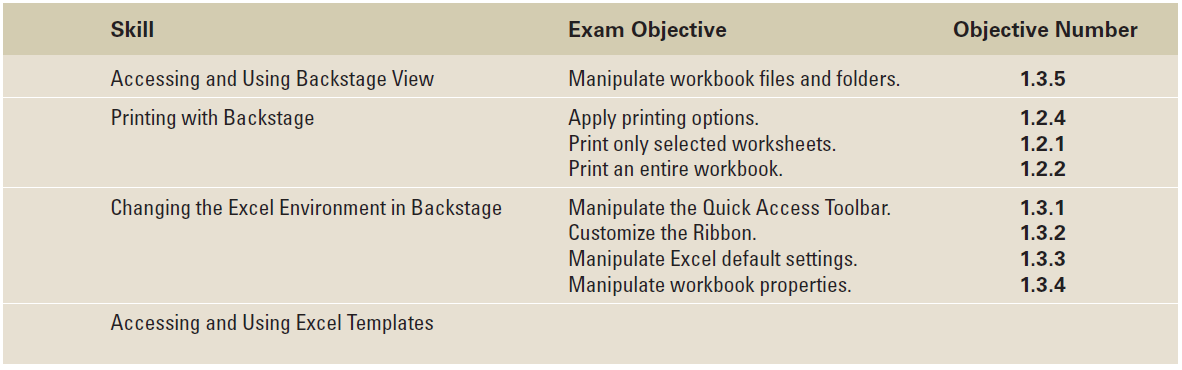 Skill Exam Objective Objective Number
Accessing and Using Backstage View Manipulate workbook files and folders. 1.3.5
Printing with Backstage Apply printing options. 1.2.4
Print only selected worksheets. 1.2.1
Print an entire workbook. 1.2.2
Changing the Excel Environment in Backstage Manipulate the Quick Access Toolbar. 1.3.1
Customize the Ribbon. 1.3.2
Manipulate Excel default settings. 1.3.3
Manipulate workbook properties. 1.3.4
Accessing and Using Excel Templates